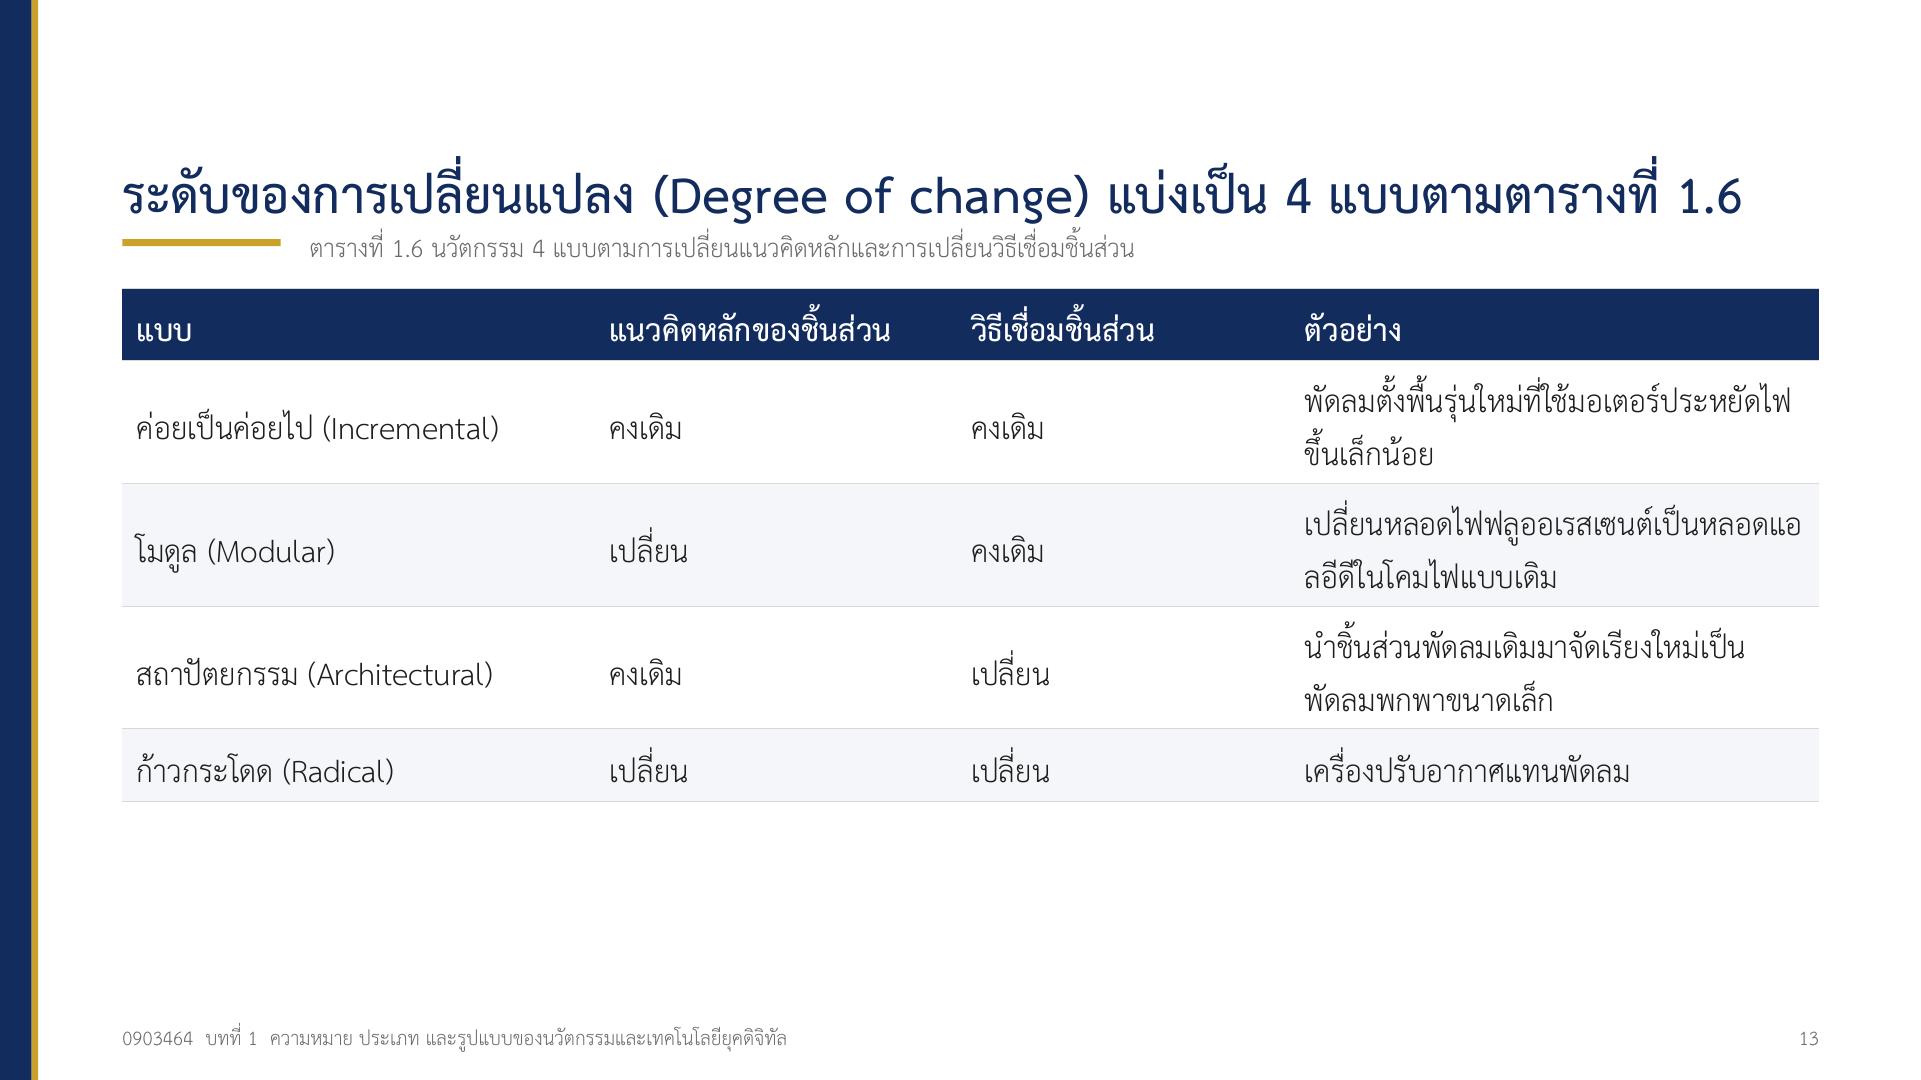 ระดับของการเปลี่ยนแปลง (Degree of change) แบ่งเป็น 4 แบบตามตารางที่ 1.6
ตารางที่ 1.6 นวัตกรรม 4 แบบตามการเปลี่ยนแนวคิดหลักและการเปลี่ยนวิธีเชื่อมชิ้นส่วน
แบบ แนวคิดหลักของชิ้นส่วน วิธีเชื่อมชิ้นส่วน ตัวอย่าง
ค่อยเป็นค่อยไป (Incremental) คงเดิม คงเดิม พัดลมตั้งพื้นรุ่นใหม่ที่ใช้มอเตอร์ประหยัดไฟ
ขึ้นเล็กน้อย
โมดูล (Modular) เปลี่ยน คงเดิม เปลี่ยนหลอดไฟฟลูออเรสเซนต์เป็นหลอดแอ
ลอีดีในโคมไฟแบบเดิม
สถาปัตยกรรม (Architectural) คงเดิม เปลี่ยน นำชิ้นส่วนพัดลมเดิมมาจัดเรียงใหม่เป็น
พัดลมพกพาขนาดเล็ก
ก้าวกระโดด (Radical) เปลี่ยน เปลี่ยน เครื่องปรับอากาศแทนพัดลม
0903464 บทที่ 1 ความหมาย ประเภท และรูปแบบของนวัตกรรมและเทคโนโลยียุคดิจิทัล 13